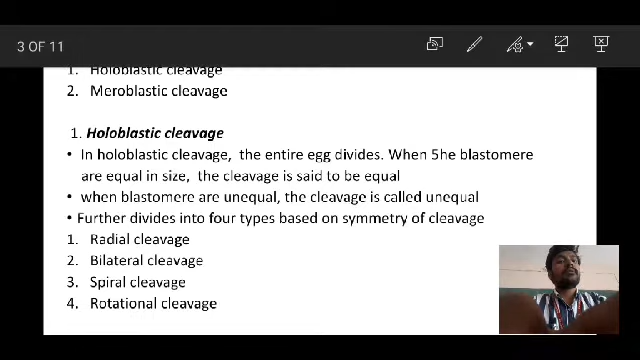 3 OF 11
1. Holoblastic cleavage
2. Meroblastic cleavage
1. Holoblastic cleavage
• In holoblastic cleavage, the entire egg divides. When 5he blastomere
are equal in size, the cleavage is said to be equal
• when blastomere are unequal, the cleavage is called unequal
• Further divides into four types based on symmetry of cleavage
1. Radial cleavage
2. Bilateral cleavage
3. Spiral cleavage
4. Rotational cleavage